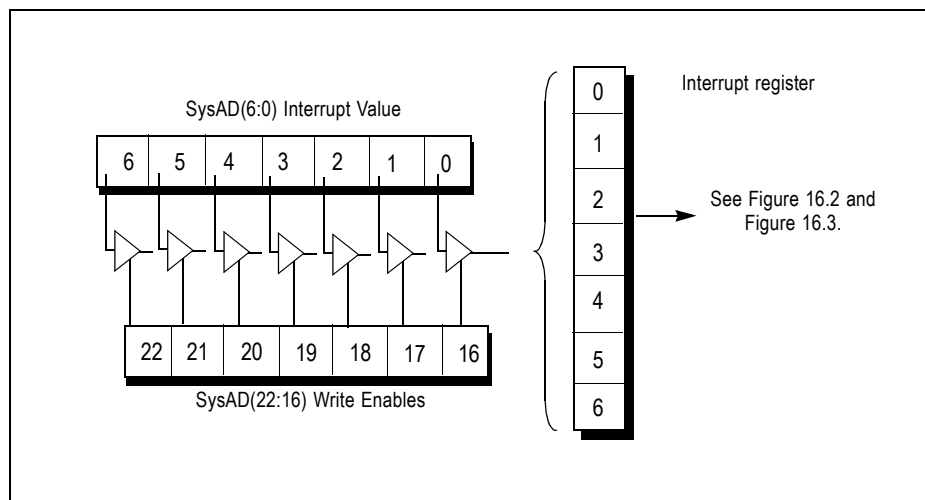 SysAD(6:0) Interrupt Value
6 5 4 3 2 1 0
22 21 20 19 18 17 16
SysAD(22:16) Write Enables
0
1
2
3
4
5
6
Interrupt register
See Figure 16.2 and
Figure 16.3.